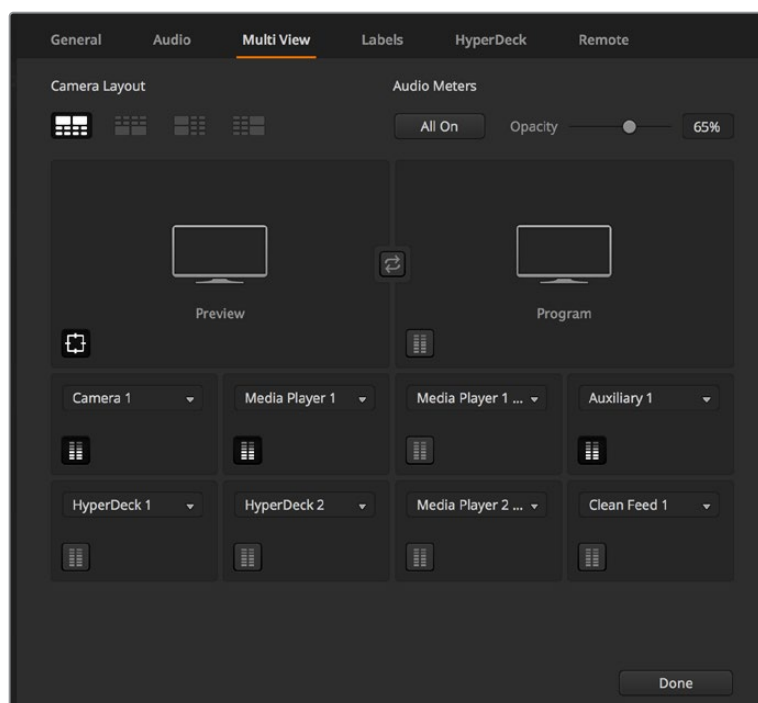 General Audio Multi View Labels HyperDeck Remote
Camera Layout Audio Meters
All On Opacity 65%
Preview Program
Camera 1 Media Player 1 Media Player 1 ... Auxiliary 1
HyperDeck 1 HyperDeck 2 Media Player 2 ... Clean Feed 1
Done